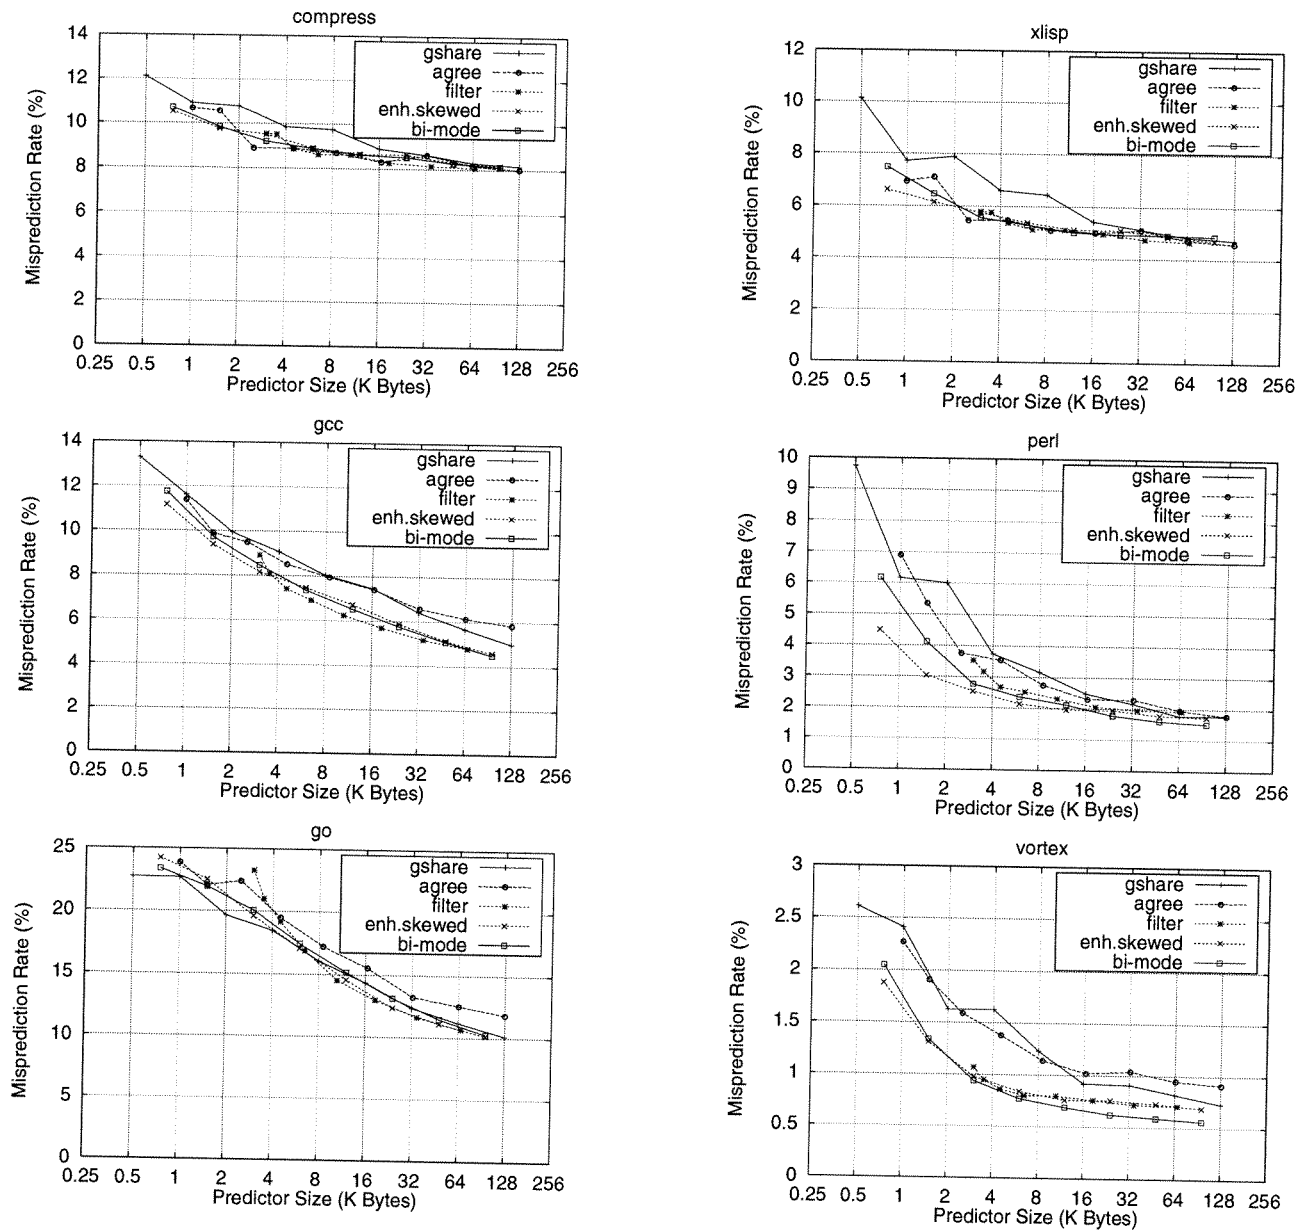 compress
14
12
10
8
6
4
2
0
Misprediction Rate (%)
gshare
agree
filter
enh.skewed
bi-mode
0.25 0.5 1 2 4 8 16 32 64 128 256
Predictor Size (K Bytes)
xlisp
12
10
8
6
4
2
0
Misprediction Rate (%)
gshare
agree
filter
enh.skewed
bi-mode
0.25 0.5 1 2 4 8 16 32 64 128 256
Predictor Size (K Bytes)
gcc
14
12
10
8
6
4
2
0
Misprediction Rate (%)
gshare
agree
filter
enh.skewed
bi-mode
0.25 0.5 1 2 4 8 16 32 64 128 256
Predictor Size (K Bytes)
perl
10
9
8
7
6
5
4
3
2
1
0
Misprediction Rate (%)
gshare
agree
filter
enh.skewed
bi-mode
0.25 0.5 1 2 4 8 16 32 64 128 256
Predictor Size (K Bytes)
go
25
20
15
10
5
0
Misprediction Rate (%)
gshare
agree
filter
enh.skewed
bi-mode
0.25 0.5 1 2 4 8 16 32 64 128 256
Predictor Size (K Bytes)
vortex
3
2.5
2
1.5
1
0.5
0
Misprediction Rate (%)
gshare
agree
filter
enh.skewed
bi-mode
0.25 0.5 1 2 4 8 16 32 64 128 256
Predictor Size (K Bytes)